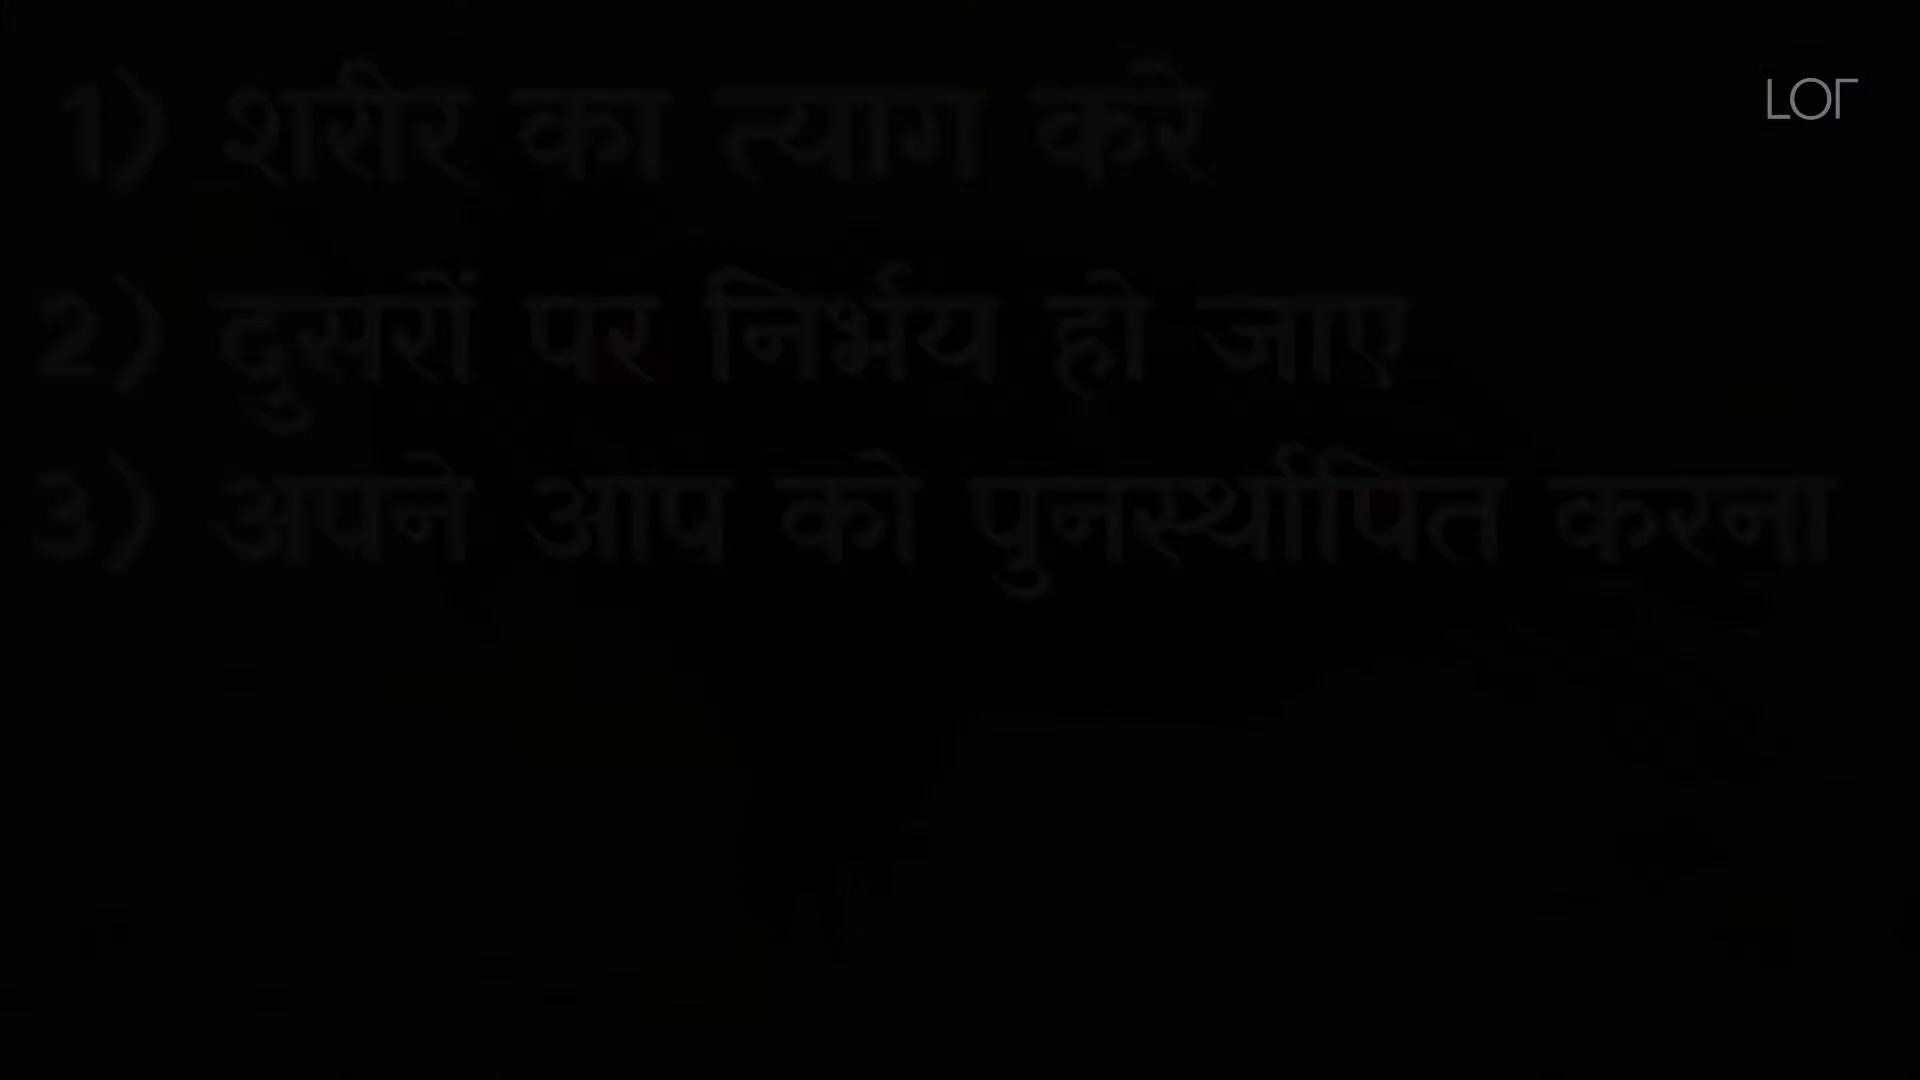 LOT
1) शरीर का त्याग करे
2) दुसरों पर निर्भय हो जाए
3) अपने आप को पुनर्स्थापित करना